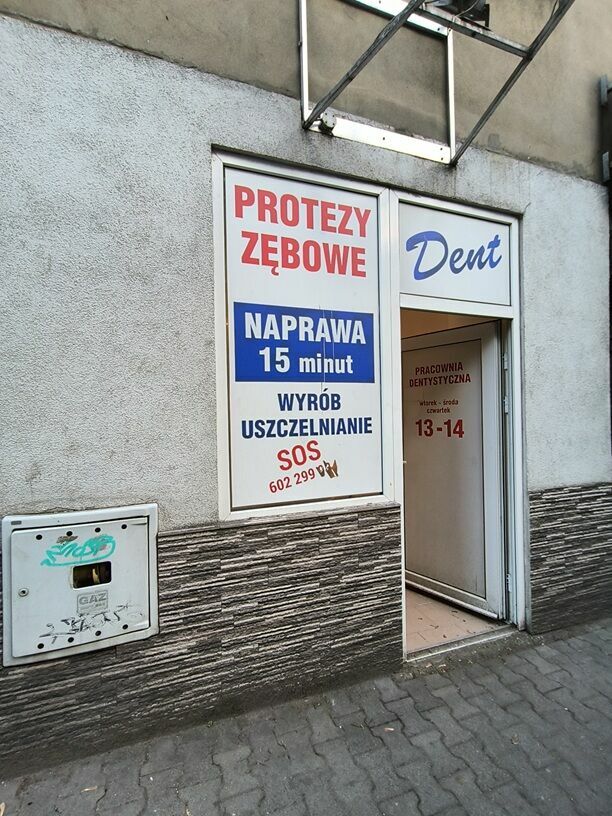 PROTEZY
ZĘBOWE
NAPRAWA
15 minut
WYRÓB
USZCZELNIANIE
SOS
602 299
Dent
PRACOWNIA
DENTYSTYCZNA
wtorek - środa
czwartek
13-14
GAZ